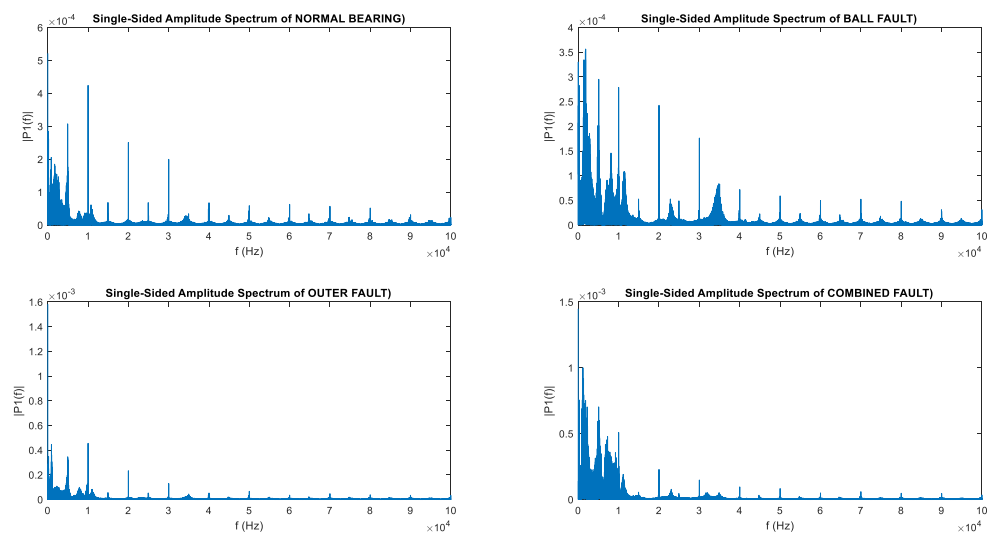 Single-Sided Amplitude Spectrum of NORMAL BEARING)
×10-4
6
5
4
3
2
1
0
|P1(f)|
0 1 2 3 4 5 6 7 8 9 10
f (Hz)
×10^4
Single-Sided Amplitude Spectrum of BALL FAULT)
×10-4
4
3.5
3
2.5
2
1.5
1
0.5
0
|P1(f)|
0 1 2 3 4 5 6 7 8 9 10
f (Hz)
×10^4
Single-Sided Amplitude Spectrum of OUTER FAULT)
×10-3
1.6
1.4
1.2
1
0.8
0.6
0.4
0.2
0
|P1(f)|
0 1 2 3 4 5 6 7 8 9 10
f (Hz)
×10^4
Single-Sided Amplitude Spectrum of COMBINED FAULT)
×10-3
1.5
1
0.5
0
|P1(f)|
0 1 2 3 4 5 6 7 8 9 10
f (Hz)
×10^4